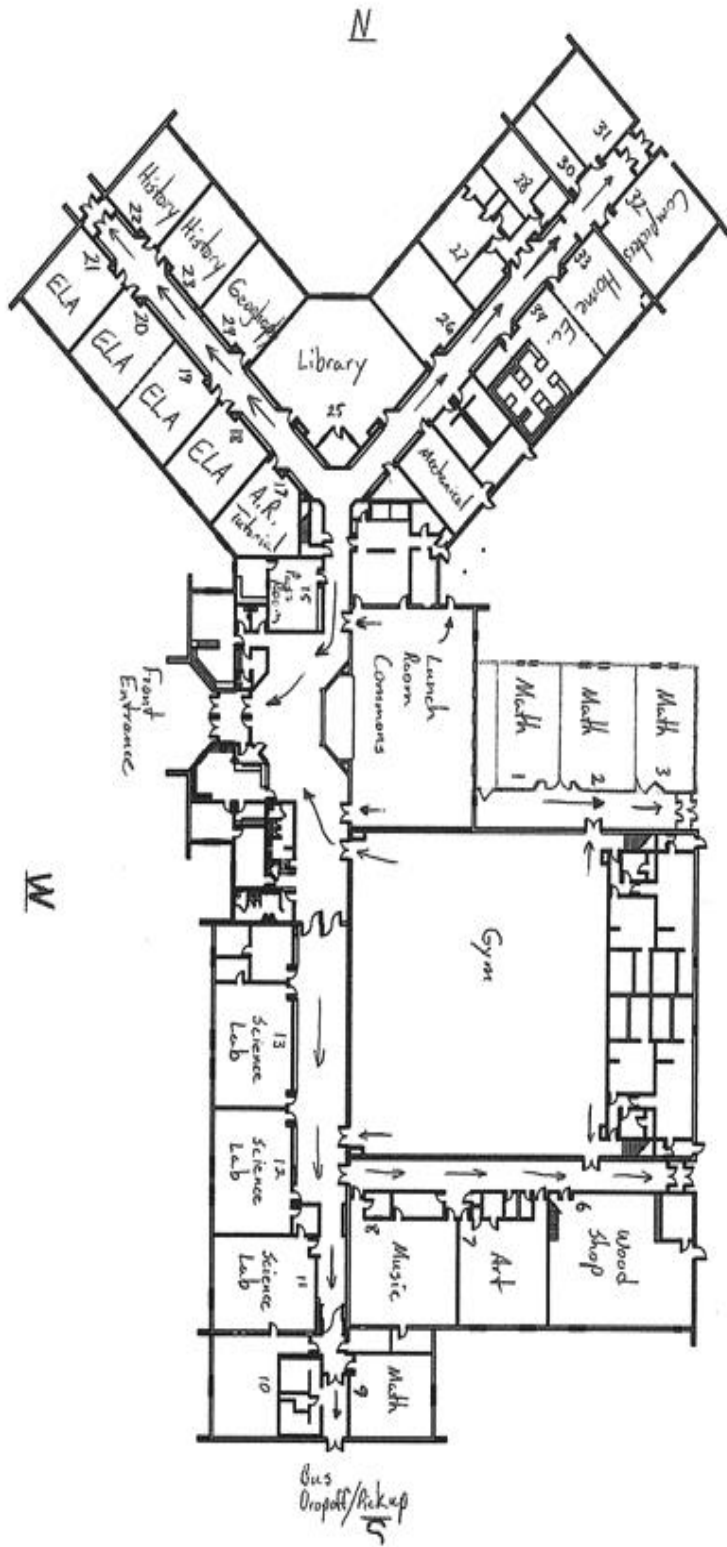 N
31
30
28
27
26
32
Computers
33
Home
Ec.
34
Mechanical
History
22
History
23
Geography
Library
25
21
ELA
20
ELA
19
ELA
18
ELA
17
A.R.
Tutorial
15
Room
Front
Entrance
Lunch
Room
Commons
Math
1
Math
2
Math
3
Gym
W
13
Science
Lab
12
Science
Lab
11
Science
Lab
10
8
Music
7
Art
6
Wood
Shop
9
Math
Bus
Dropoff/Pickup
S